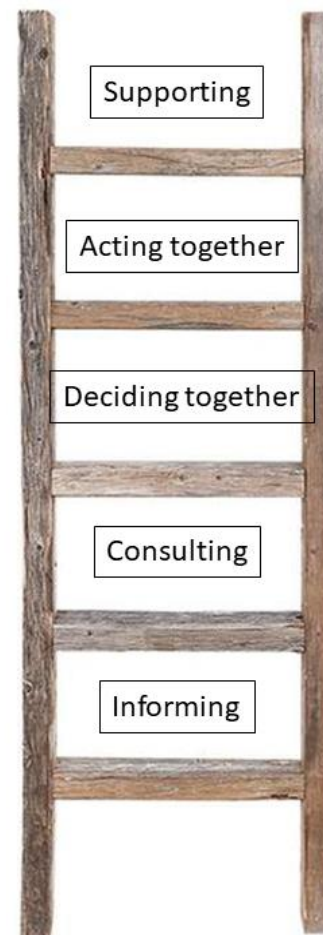 Supporting
Acting together
Deciding together
Consulting
Informing